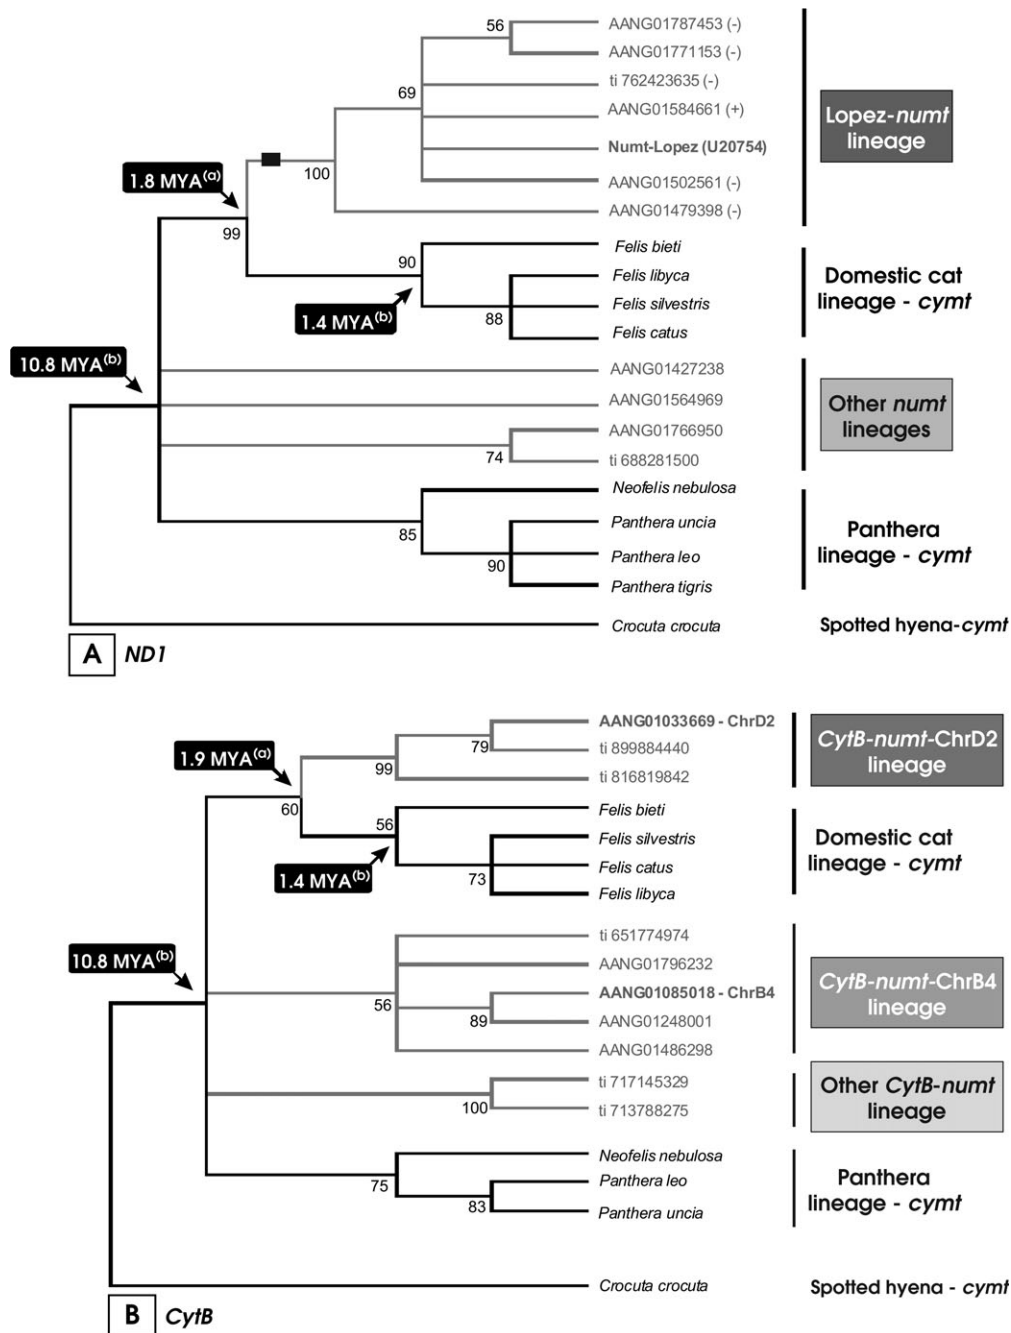 AANG01787453 (-)
56
AANG01771153 (-)
ti 762423635 (-)
69
AANG01584661 (+)
Lopez-numt
lineage
Numt-Lopez (U20754)
100
AANG01502561 (-)
1.8 MYA(a)
AANG01479398 (-)
99
Felis bieti
90
Felis libyca
Domestic cat
lineage - cymt
1.4 MYA(b)
Felis silvestris
88
Felis catus
10.8 MYA(b)
AANG01427238
AANG01564969
Other numt
lineages
AANG01766950
74
ti 688281500
Neofelis nebulosa
85
Panthera uncia
Panthera
lineage - cymt
Panthera leo
90
Panthera tigris
Crocuta crocuta
Spotted hyena-cymt
A ND1
AANG01033669 - ChrD2
CytB-numt-ChrD2
lineage
79
ti 899884440
1.9 MYA(a)
99
ti 816819842
60
Felis bieti
56
Felis silvestris
Domestic cat
lineage - cymt
1.4 MYA(b)
Felis catus
73
Felis libyca
ti 651774974
10.8 MYA(b)
AANG01796232
CytB-numt-ChrB4
lineage
56
AANG01085018 - ChrB4
89
AANG01248001
AANG01486298
ti 717145329
Other CytB-numt
lineage
100
ti 713788275
Neofelis nebulosa
75
Panthera leo
Panthera
lineage - cymt
83
Panthera uncia
Crocuta crocuta
Spotted hyena - cymt
B CytB